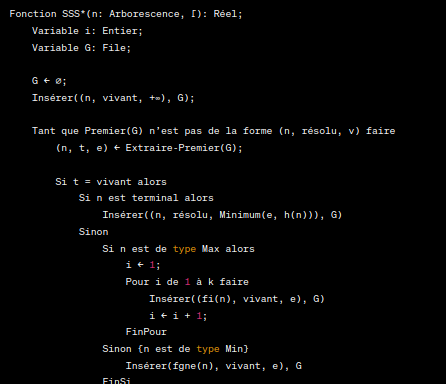 Fonction SSS*(n: Arborescence, Γ): Réel;
Variable i: Entier;
Variable G: File;
G ← ∅;
Insérer((n, vivant, +∞), G);
Tant que Premier(G) n'est pas de la forme (n, résolu, v) faire
(n, t, e) ← Extraire-Premier(G);
Si t = vivant alors
Si n est terminal alors
Insérer((n, résolu, Minimum(e, h(n))), G)
Sinon
Si n est de type Max alors
i ← 1;
Pour i de 1 à k faire
Insérer((fi(n), vivant, e), G)
i ← i + 1;
FinPour
Sinon {n est de type Min}
Insérer(fgne(n), vivant, e), G
FinSi